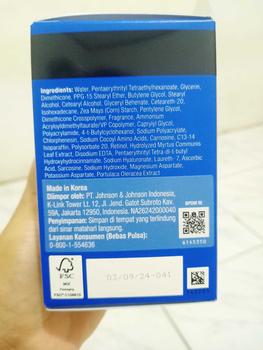 Ingredients: Water, Pentaerythrityl Tetraethylhexanoate, Glycerin,
Dimethicone, PPG-15 Stearyl Ether, Butylene Glycol, Stearyl
Alcohol, Cetearyl Alcohol, Glyceryl Behenate, Ceteareth-20,
Isohexadecane, Zea Mays (Corn) Starch, Pentylene Glycol,
Dimethicone Crosspolymer, Fragrance, Ammonium
Acryloyldimethyltaurate/VP Copolymer, Caprylyl Glycol,
Polyacrylamide, 4-t-Butylcyclohexanol, Sodium Polyacrylate,
Chlorphenesin, Sodium Cocoyl Amino Acids, Carnosine, C13-14
Isoparaffin, Polysorbate 20, Retinol, Hydrolyzed Myrtus Communis
Leaf Extract, Disodium EDTA, Pentaerythrityl Tetra-di-t-butyl
Hydroxyhydrocinnamate, Sodium Hyaluronate, Laureth-7, Ascorbic
Acid, Sarcosine, Sodium Hydroxide, Magnesium Aspartate,
Potassium Aspartate, Portulaca Oleracea Extract
Made in Korea
Diimpor oleh: PT. Johnson & Johnson Indonesia,
K-Link Tower Lt. 12, Jl. Jend. Gatot Subroto Kav.
59A, Jakarta 12950, Indonesia, NA26242000040
Penyimpanan: Simpan di tempat yang terlindung
dari sinar matahari langsung.
Layanan Konsumen (Bebas Pulsa):
0-800-1-554636
BPOM RI
6145350
FSC
MIX
Packaging
03/09/24-041